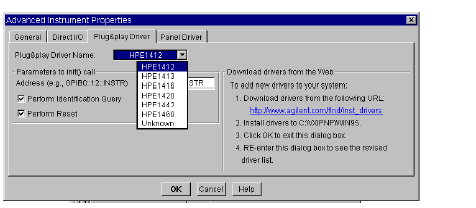 Advanced Instrument Properties
General Direct I/O Plug&play Driver Panel Driver
Plug&play Driver Name: HPE1412
HPE1412
HPE1413
HPE1418
HPE1420
HPE1442
HPE1460
Unknown
Parameters to init() call
Address (e.g., GPIB0::12::INSTR) STR
Perform Identification Query
Perform Reset
Download drivers from the Web
To add new drivers to your system:
1. Download drivers from the following URL:
http://www.agilent.com/find/inst_drivers
2. Install drivers to C:\VXIPNP\WIN95.
3. Click OK to exit this dialog box.
4. RE-enter this dialog box to see the revised
driver list.
OK Cancel Help